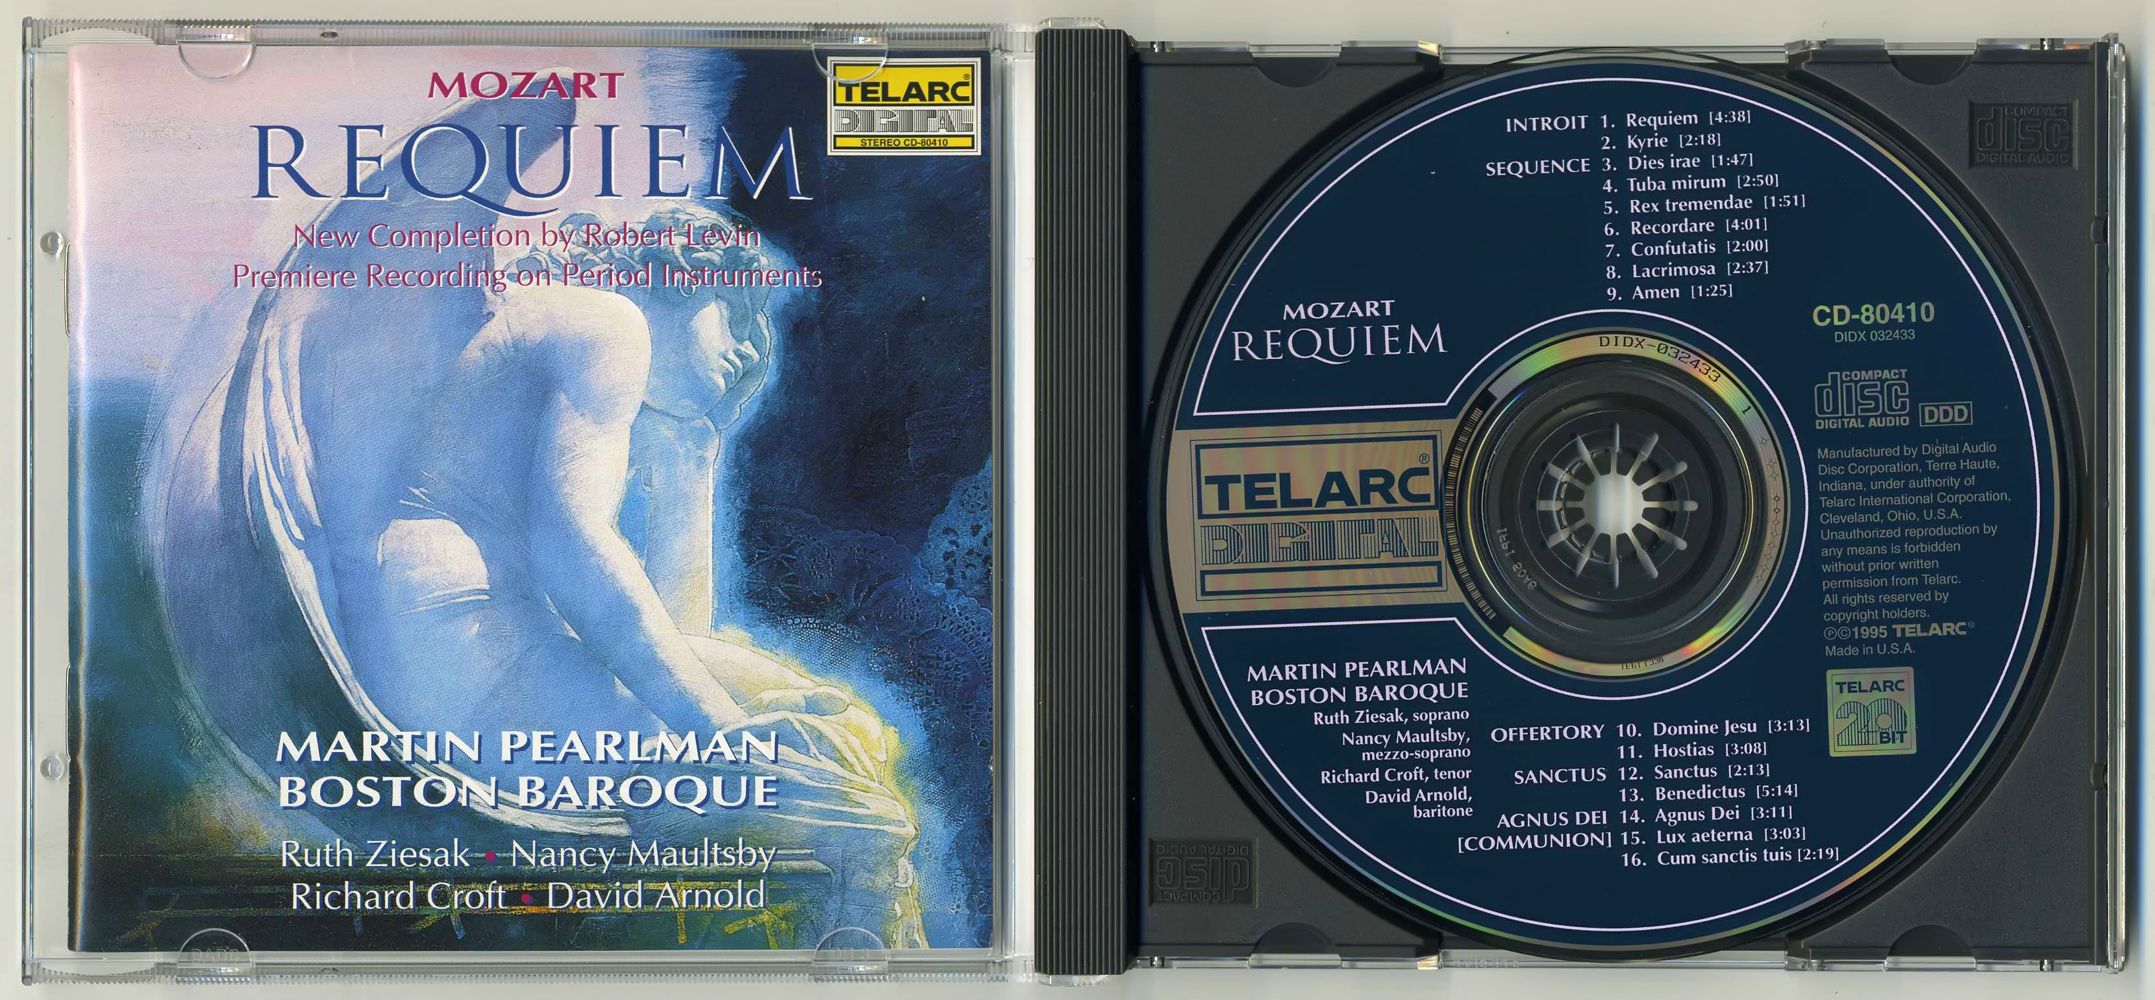 MOZART
REQUIEM
New Completion by Robert Levin
Premiere Recording on Period Instruments
TELARC®
DIGITAL
STEREO CD-80410
MARTIN PEARLMAN
BOSTON BAROQUE
Ruth Ziesak • Nancy Maultsby
Richard Croft • David Arnold
COMPACT
disc
DIGITAL AUDIO
INTROIT 1. Requiem [4:38]
2. Kyrie [2:18]
SEQUENCE 3. Dies irae [1:47]
4. Tuba mirum [2:50]
5. Rex tremendae [1:51]
6. Recordare [4:01]
7. Confutatis [2:00]
8. Lacrimosa [2:37]
9. Amen [1:25]
MOZART
REQUIEM
CD-80410
DIDX 032433
DIDX-032433 1
COMPACT
disc
DIGITAL AUDIO
DDD
TELARC®
DIGITAL
Manufactured by Digital Audio
Disc Corporation, Terre Haute,
Indiana, under authority of
Telarc International Corporation,
Cleveland, Ohio, U.S.A.
Unauthorized reproduction by
any means is forbidden
without prior written
permission from Telarc.
All rights reserved by
copyright holders.
℗©1995 TELARC®
Made in U.S.A.
TELARC
20
BIT
MARTIN PEARLMAN
BOSTON BAROQUE
Ruth Ziesak, soprano
Nancy Maultsby,
mezzo-soprano
Richard Croft, tenor
David Arnold,
baritone
OFFERTORY 10. Domine Jesu [3:13]
11. Hostias [3:08]
SANCTUS 12. Sanctus [2:13]
13. Benedictus [5:14]
AGNUS DEI 14. Agnus Dei [3:11]
[COMMUNION] 15. Lux aeterna [3:03]
16. Cum sanctis tuis [2:19]
COMPACT
disc
DIGITAL AUDIO